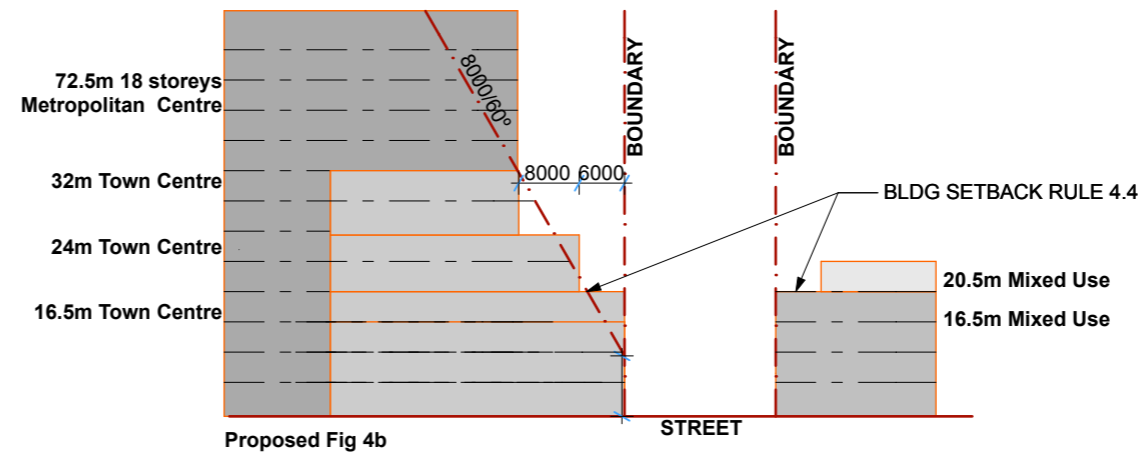 72.5m 18 storeys
Metropolitan Centre
32m Town Centre
24m Town Centre
16.5m Town Centre
8000/60º
8000 6000
BOUNDARY
BOUNDARY
BLDG SETBACK RULE 4.4
20.5m Mixed Use
16.5m Mixed Use
STREET
Proposed Fig 4b